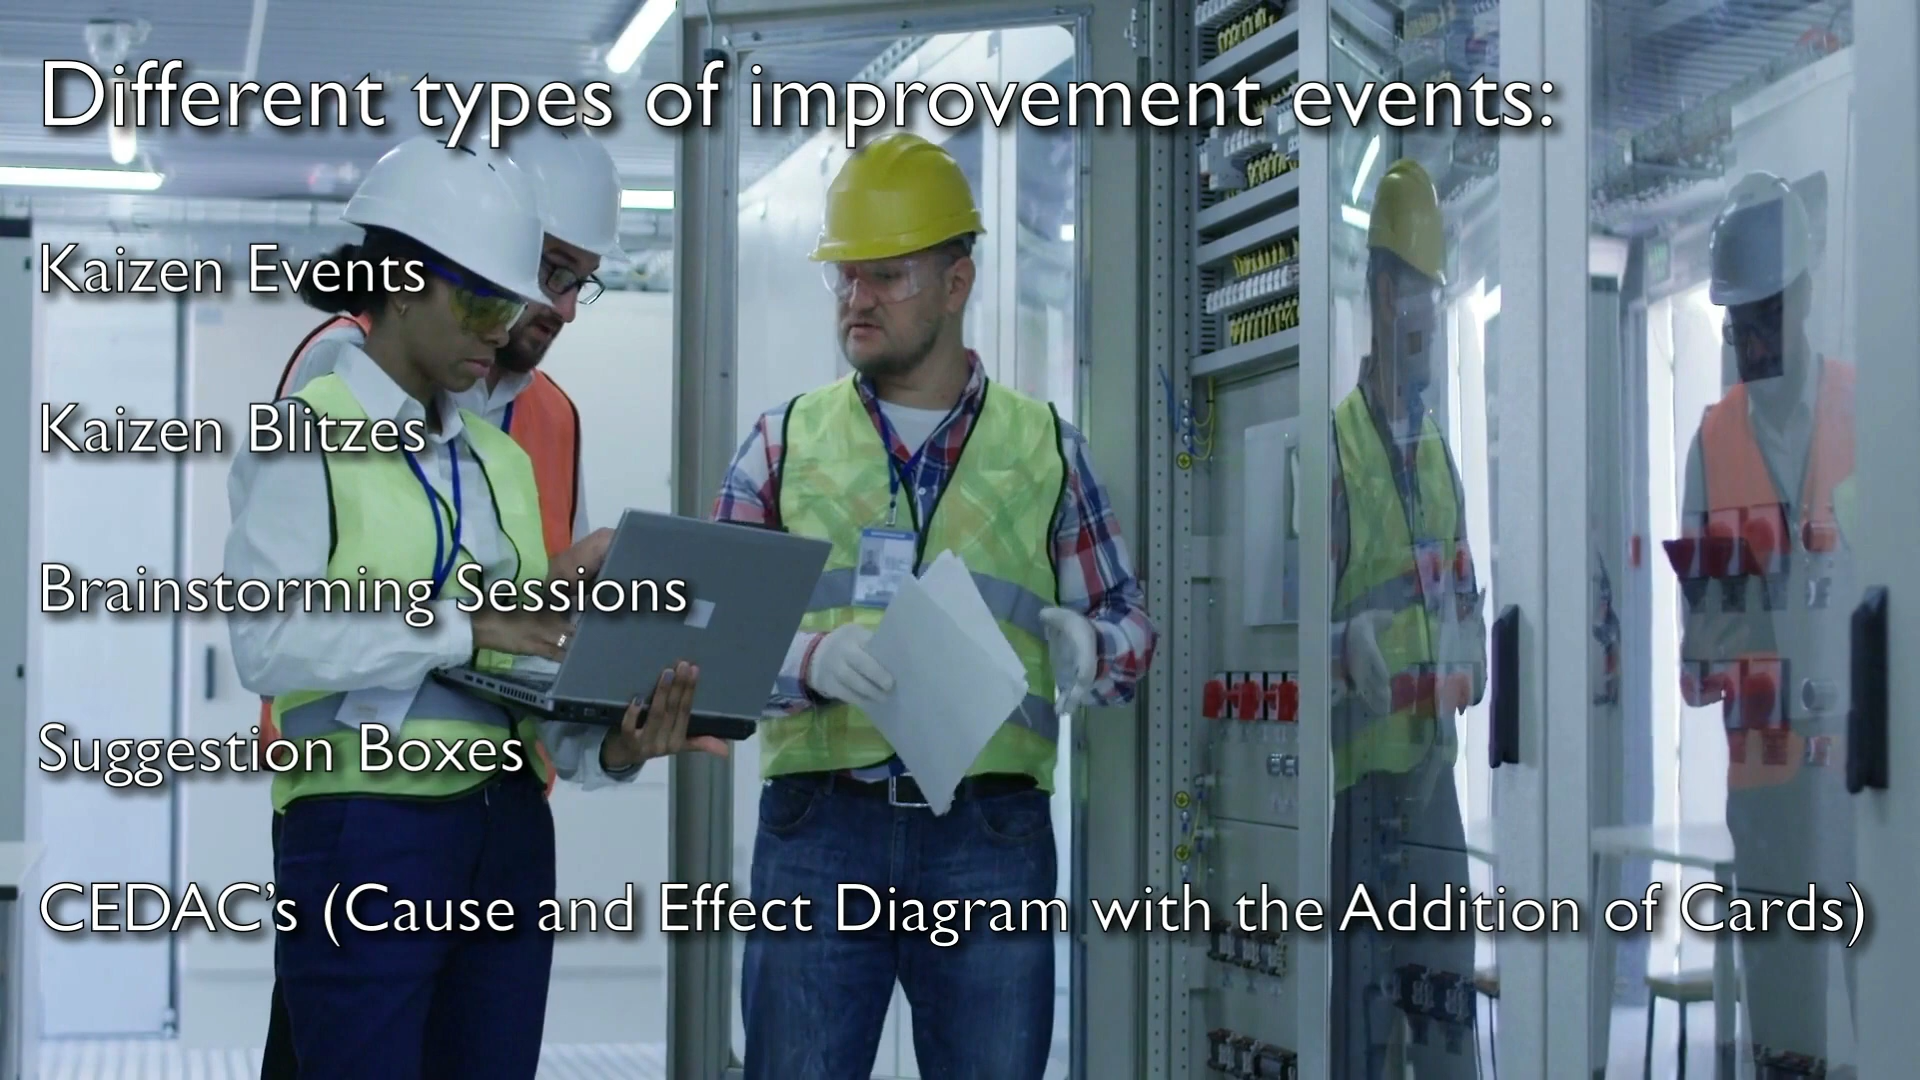 Different types of improvement events:
Kaizen Events
Kaizen Blitzes
Brainstorming Sessions
Suggestion Boxes
CEDAC’s (Cause and Effect Diagram with the Addition of Cards)